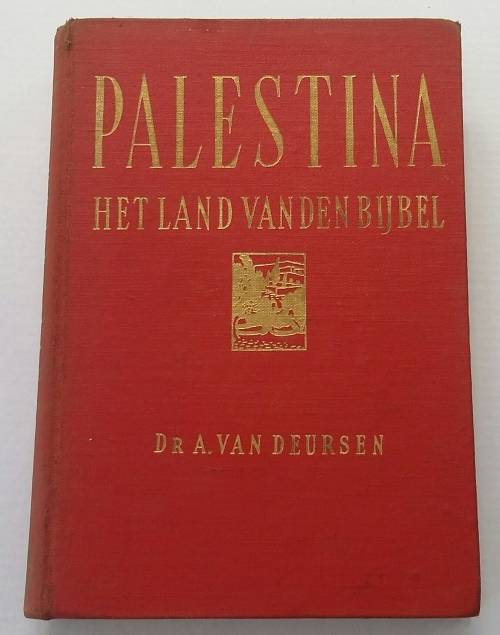 PALESTINA
HET LAND VAN DEN BIJBEL
DR A. VAN DEURSEN